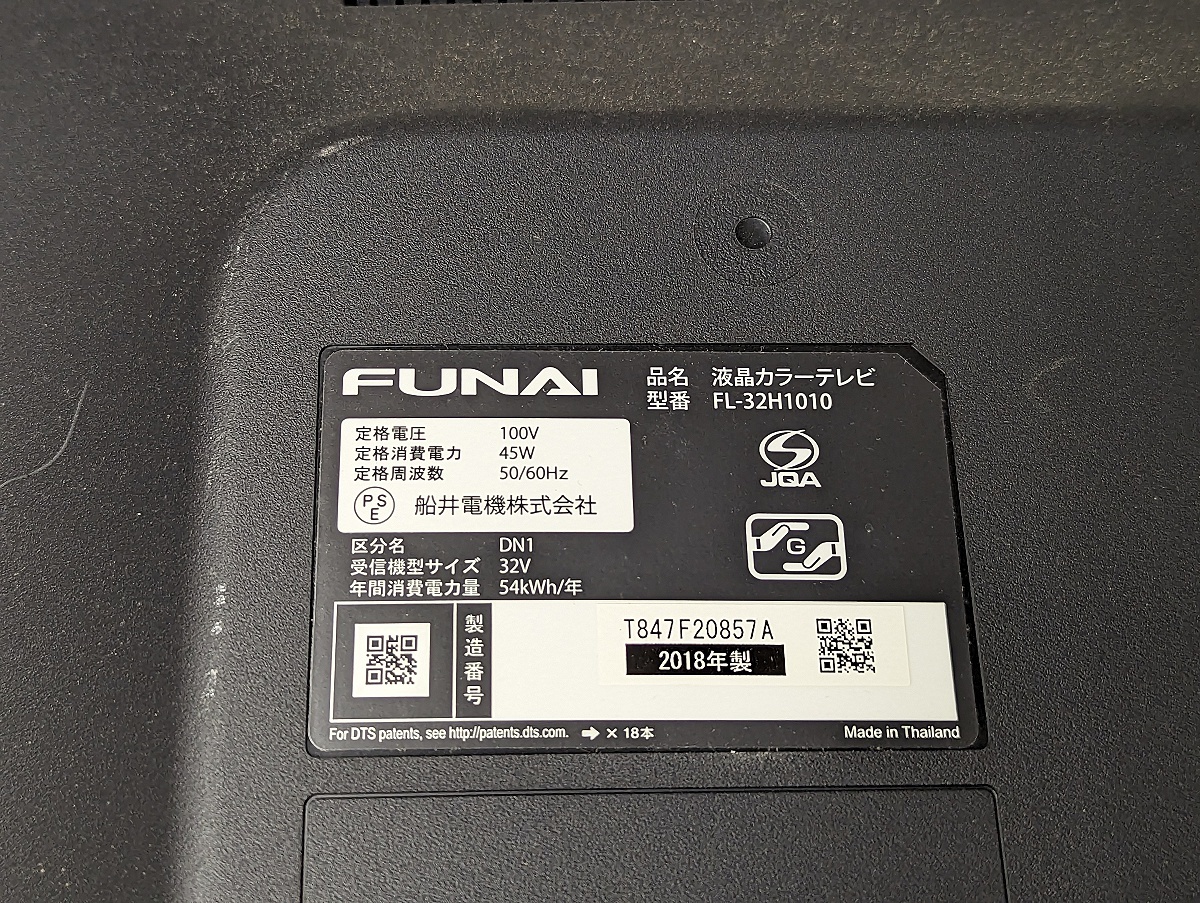 FUNAI
品名 液晶カラーテレビ
型番 FL-32H1010
定格電圧 100V
定格消費電力 45W
定格周波数 50/60Hz
PSE 船井電機株式会社
JQA
G
区分名 DN1
受信機型サイズ 32V
年間消費電力量 54kWh/年
製造番号
T847F20857A
2018年製
For DTS patents, see http://patents.dts.com. ➡ × 18本
Made in Thailand